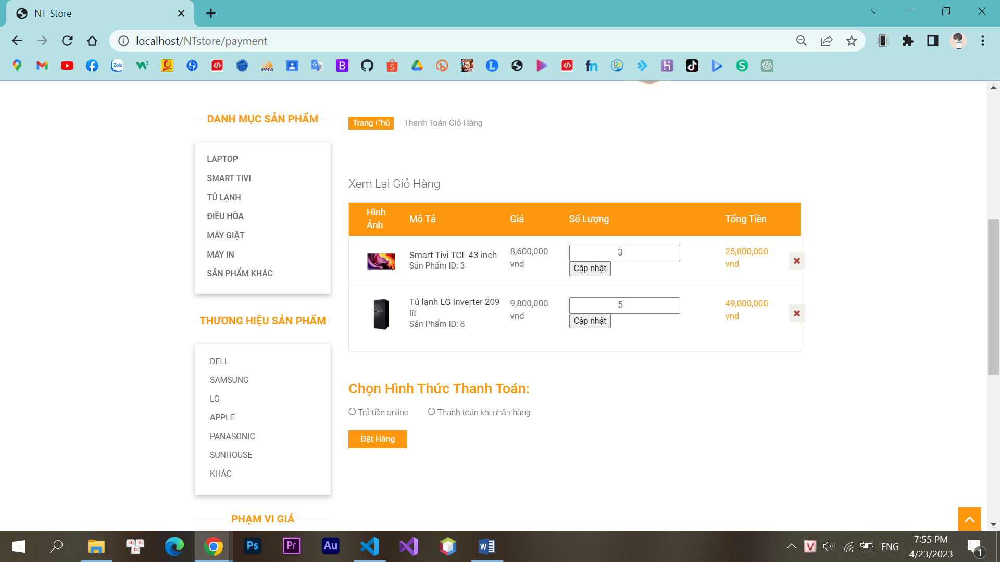 NT-Store
localhost/NTstore/payment
DANH MỤC SẢN PHẨM
LAPTOP
SMART TIVI
TỦ LẠNH
ĐIỀU HÒA
MÁY GIẶT
MÁY IN
SẢN PHẨM KHÁC
THƯƠNG HIỆU SẢN PHẨM
DELL
SAMSUNG
LG
APPLE
PANASONIC
SUNHOUSE
KHÁC
PHẠM VI GIÁ
Trang Chủ Thanh Toán Giỏ Hàng
Xem Lại Giỏ Hàng
Hình Ảnh Mô Tả Giá Số Lượng Tổng Tiền
Smart Tivi TCL 43 inch
Sản Phẩm ID: 3
8,600,000 vnd
3
Cập nhật
25,800,000 vnd
Tủ lạnh LG Inverter 209 lít
Sản Phẩm ID: 8
9,800,000 vnd
5
Cập nhật
49,000,000 vnd
Chọn Hình Thức Thanh Toán:
Trả tiền online Thanh toán khi nhận hàng
Đặt Hàng
ENG
7:55 PM
4/23/2023
1